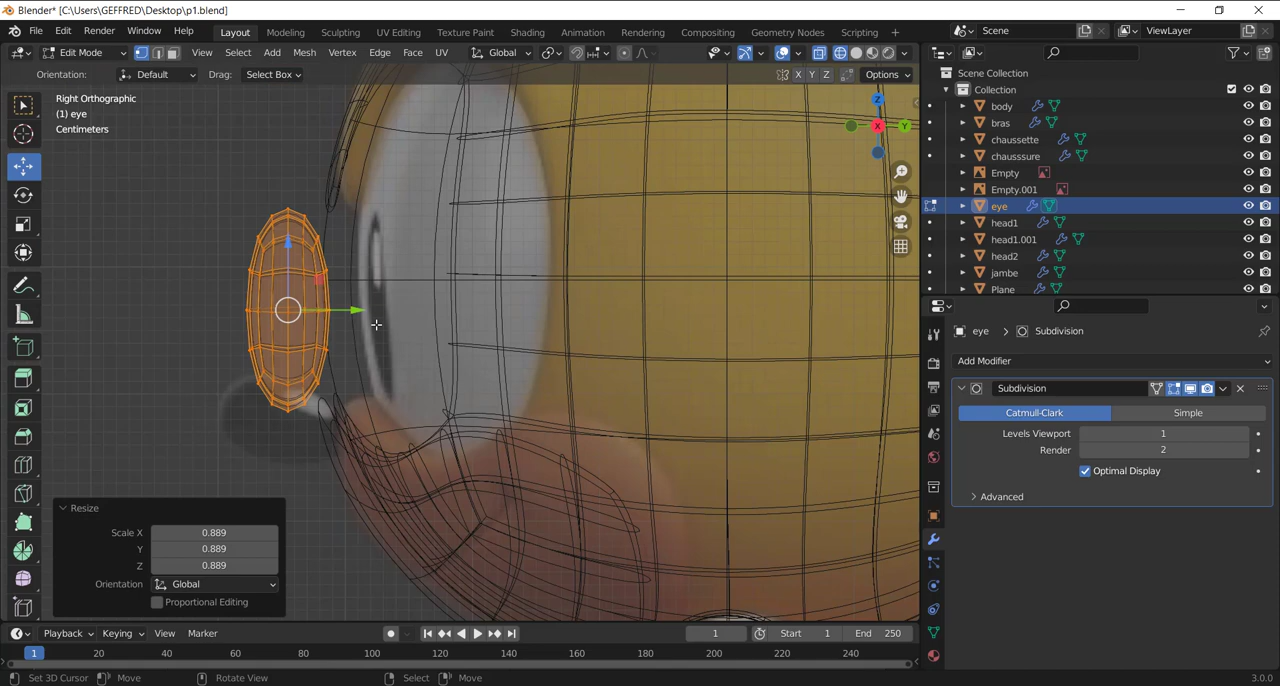 Blender* [C:\Users\GEFFRED\Desktop\p1.blend]
File Edit Render Window Help Layout Modeling Sculpting UV Editing Texture Paint Shading Animation Rendering Compositing Geometry Nodes Scripting + Scene ViewLayer
Edit Mode View Select Add Mesh Vertex Edge Face UV Global
Orientation: Default Drag: Select Box X Y Z Options
Right Orthographic
(1) eye
Centimeters
Z
X
Y
Scene Collection
Collection
body
bras
chaussette
chausssure
Empty
Empty.001
eye
head1
head1.001
head2
jambe
Plane
eye > Subdivision
Add Modifier
Subdivision
Catmull-Clark Simple
Levels Viewport 1
Render 2
Optimal Display
Advanced
Resize
Scale X 0.889
Y 0.889
Z 0.889
Orientation Global
Proportional Editing
Playback Keying View Marker 1 Start 1 End 250
1 20 40 60 80 100 120 140 160 180 200 220 240
Set 3D Cursor Move Rotate View Select Move 3.0.0